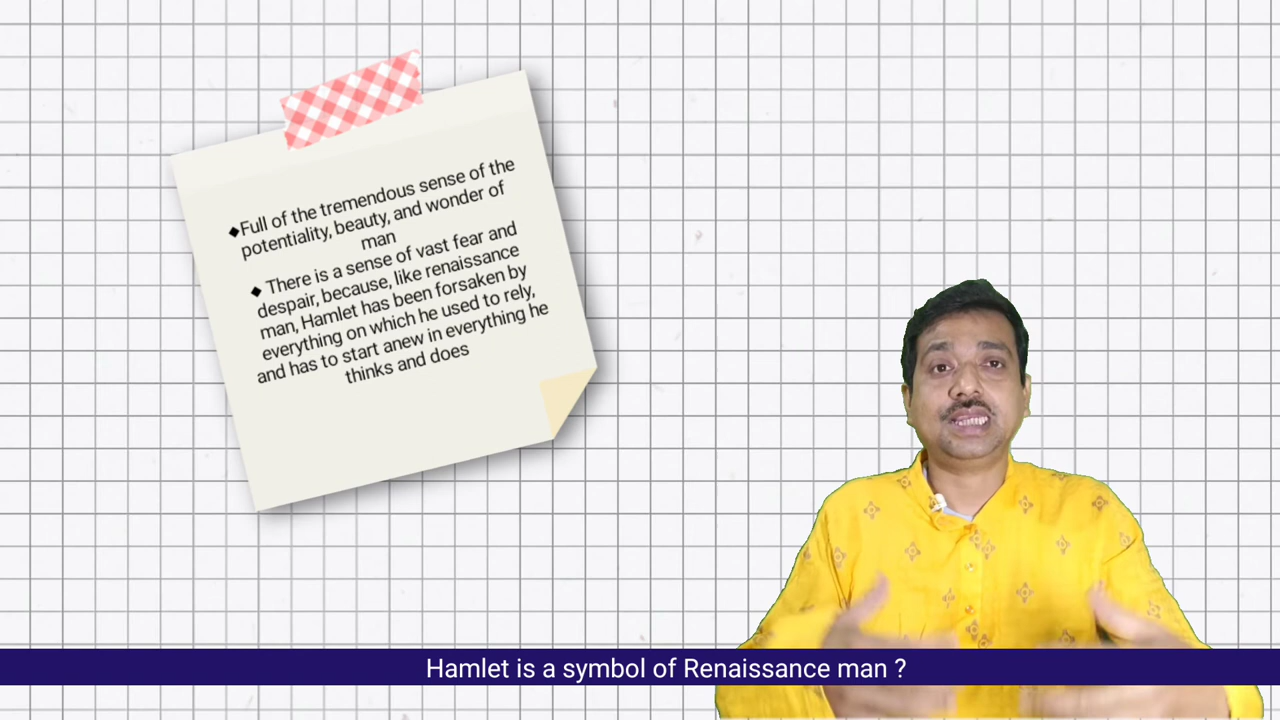 ◆Full of the tremendous sense of the
potentiality, beauty, and wonder of
man
◆ There is a sense of vast fear and
despair, because, like renaissance
man, Hamlet has been forsaken by
everything on which he used to rely,
and has to start anew in everything he
thinks and does
Hamlet is a symbol of Renaissance man ?